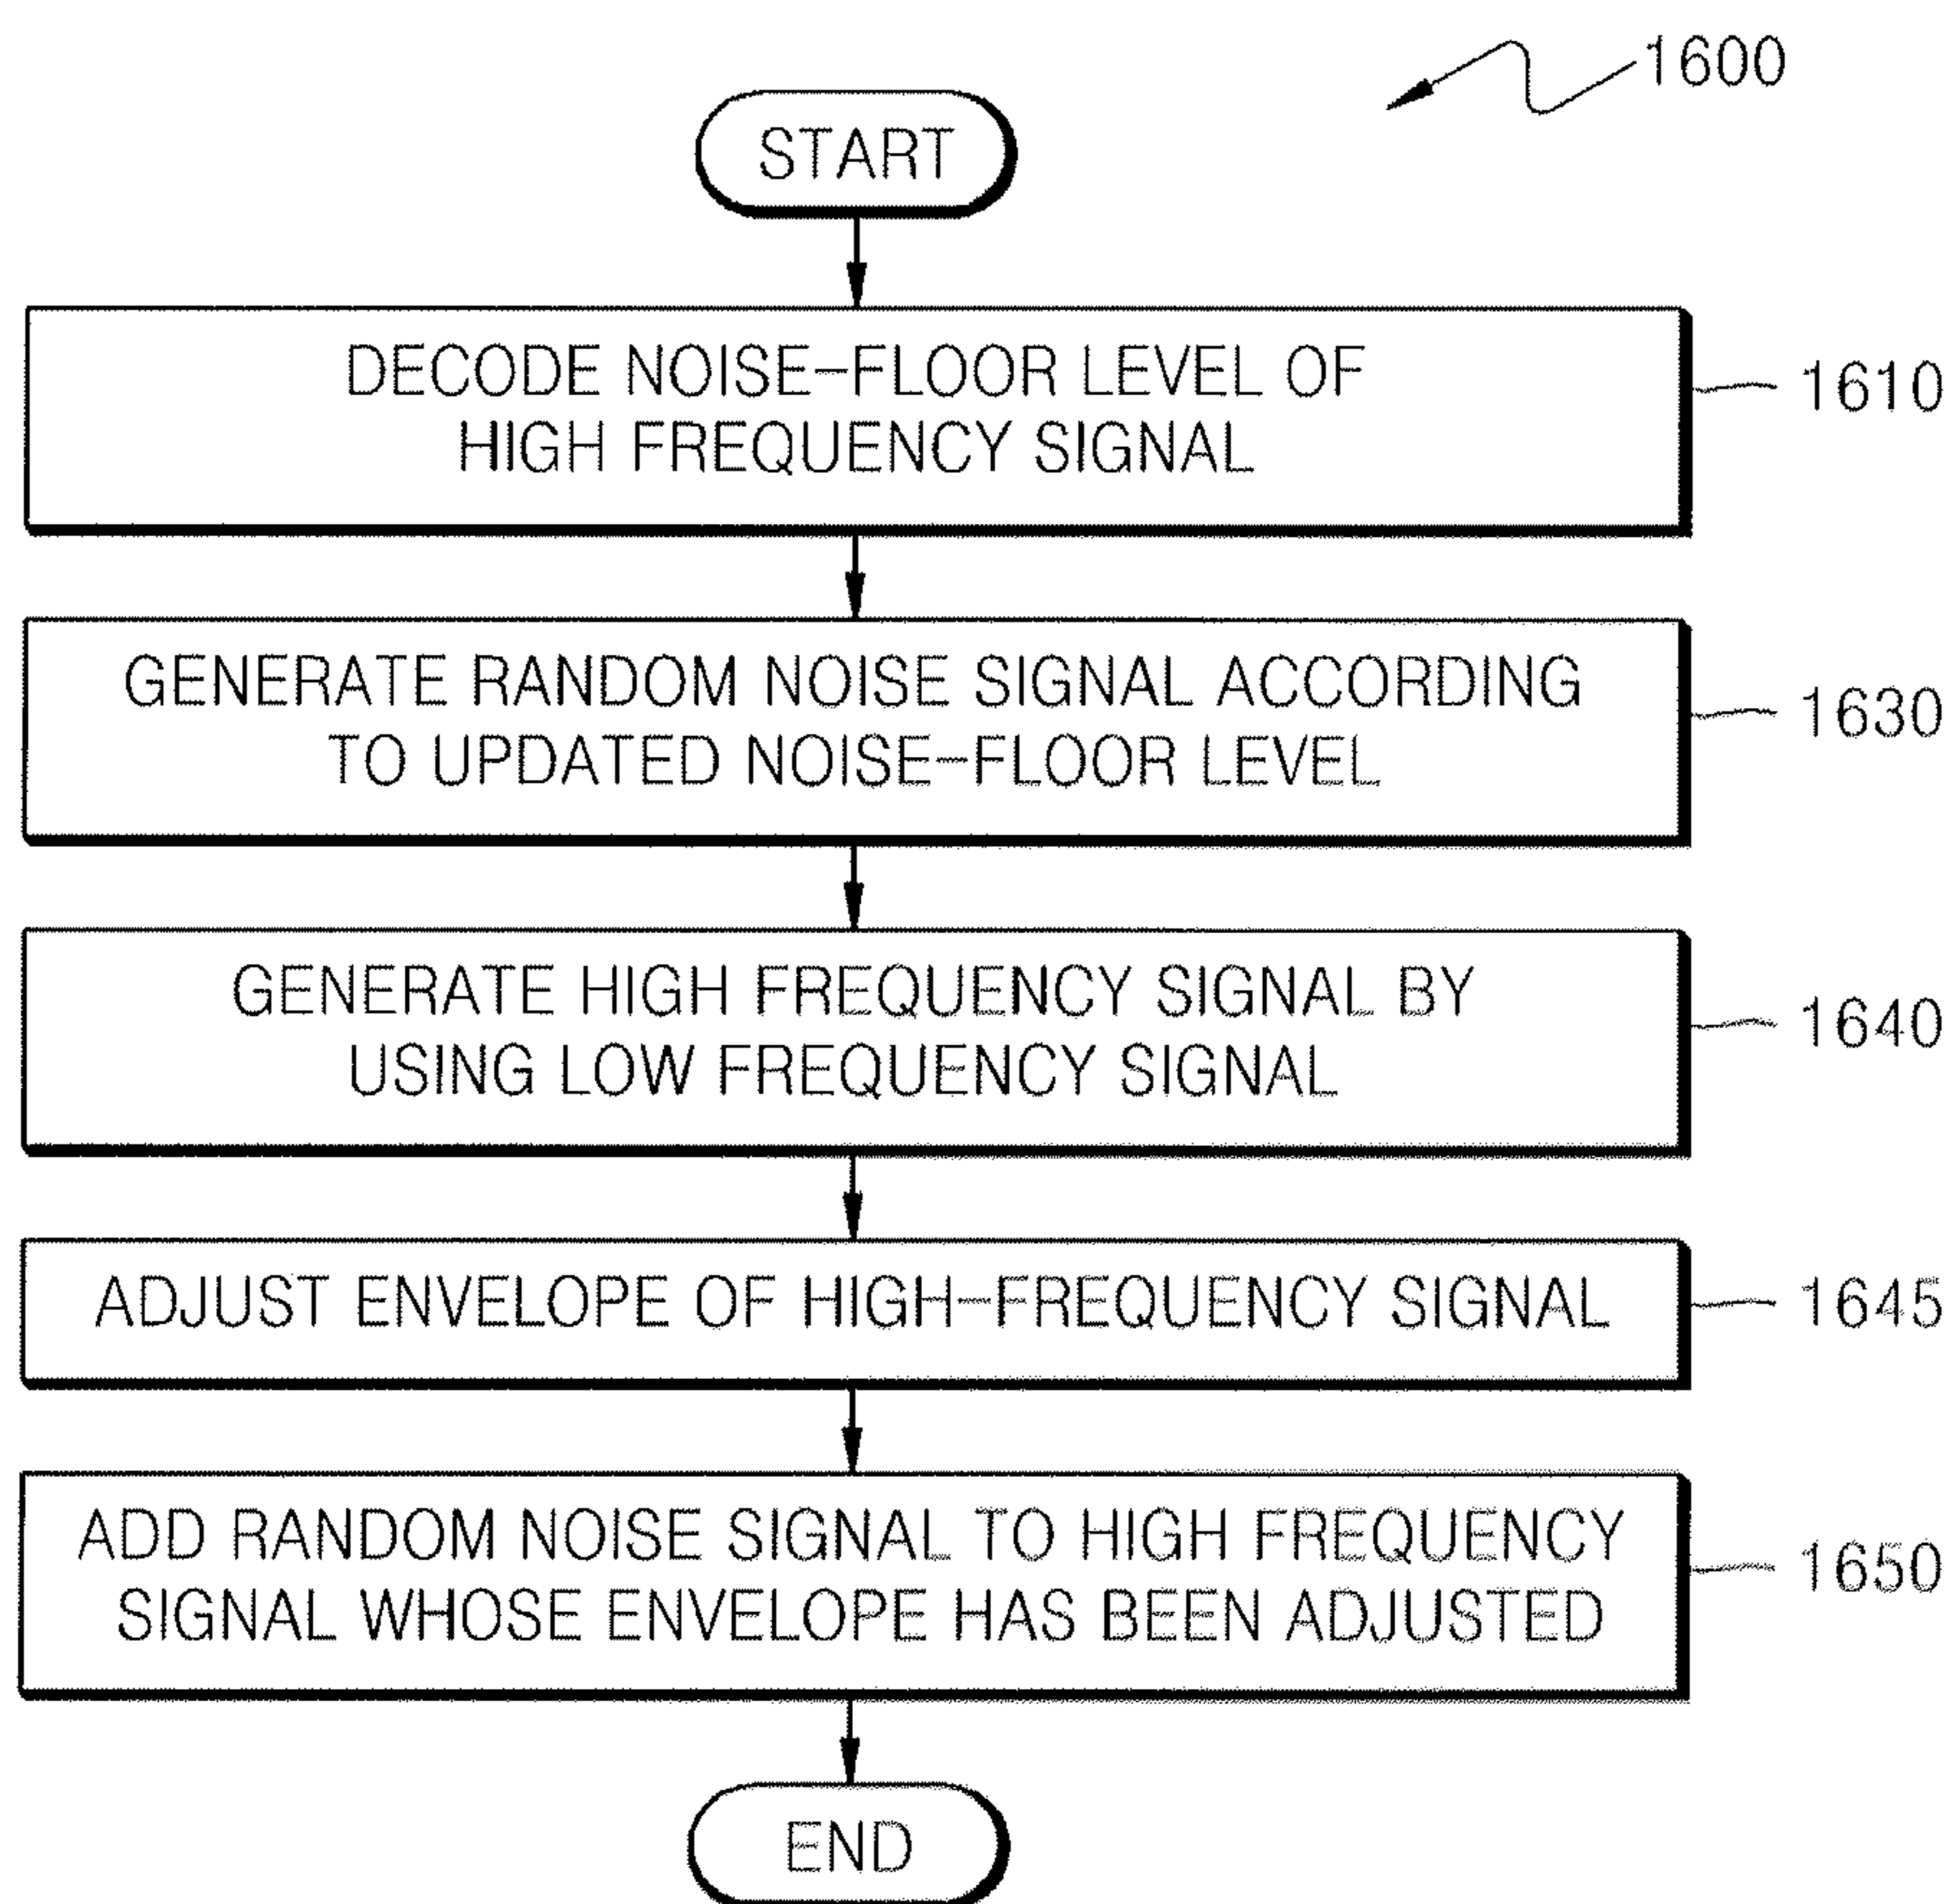 1600
START
DECODE NOISE-FLOOR LEVEL OF
HIGH FREQUENCY SIGNAL
1610
GENERATE RANDOM NOISE SIGNAL ACCORDING
TO UPDATED NOISE-FLOOR LEVEL
1630
GENERATE HIGH FREQUENCY SIGNAL BY
USING LOW FREQUENCY SIGNAL
1640
ADJUST ENVELOPE OF HIGH-FREQUENCY SIGNAL
1645
ADD RANDOM NOISE SIGNAL TO HIGH FREQUENCY
SIGNAL WHOSE ENVELOPE HAS BEEN ADJUSTED
1650
END